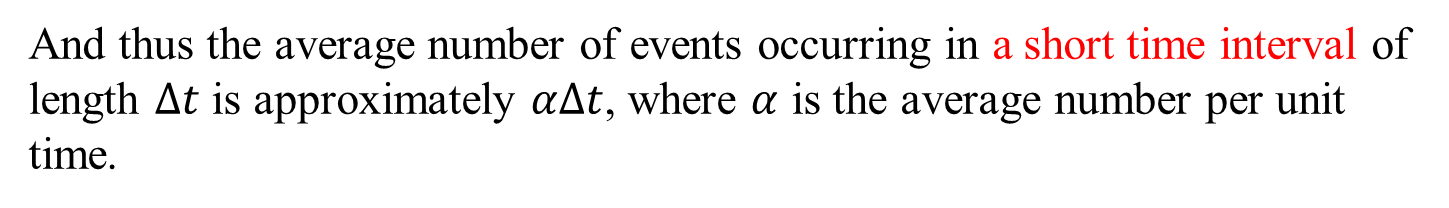 And thus the average number of events occurring in a short time interval of
length Δt is approximately αΔt, where α is the average number per unit
time.